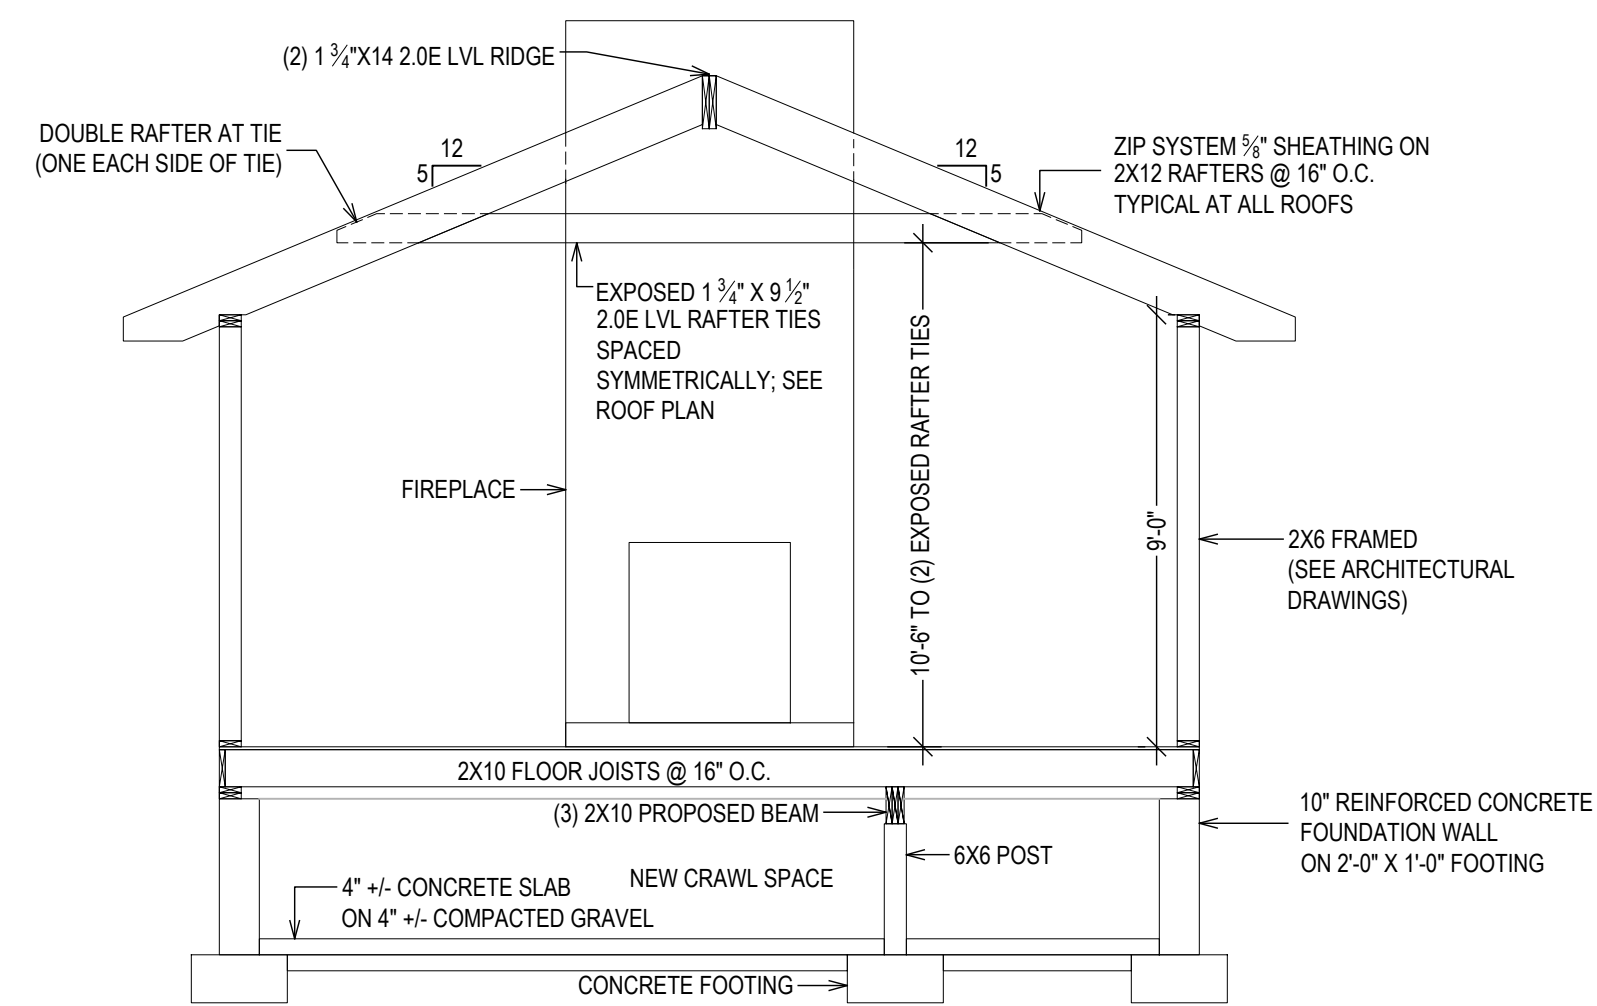 (2) 1 3/4"X14 2.0E LVL RIDGE
DOUBLE RAFTER AT TIE
(ONE EACH SIDE OF TIE)
12
5
12
5
ZIP SYSTEM 5/8" SHEATHING ON
2X12 RAFTERS @ 16" O.C.
TYPICAL AT ALL ROOFS
EXPOSED 1 3/4" X 9 1/2"
2.0E LVL RAFTER TIES
SPACED
SYMMETRICALLY; SEE
ROOF PLAN
10'-6" TO (2) EXPOSED RAFTER TIES
9'-0"
FIREPLACE
2X6 FRAMED
(SEE ARCHITECTURAL
DRAWINGS)
2X10 FLOOR JOISTS @ 16" O.C.
(3) 2X10 PROPOSED BEAM
10" REINFORCED CONCRETE
FOUNDATION WALL
ON 2'-0" X 1'-0" FOOTING
6X6 POST
NEW CRAWL SPACE
4" +/- CONCRETE SLAB
ON 4" +/- COMPACTED GRAVEL
CONCRETE FOOTING